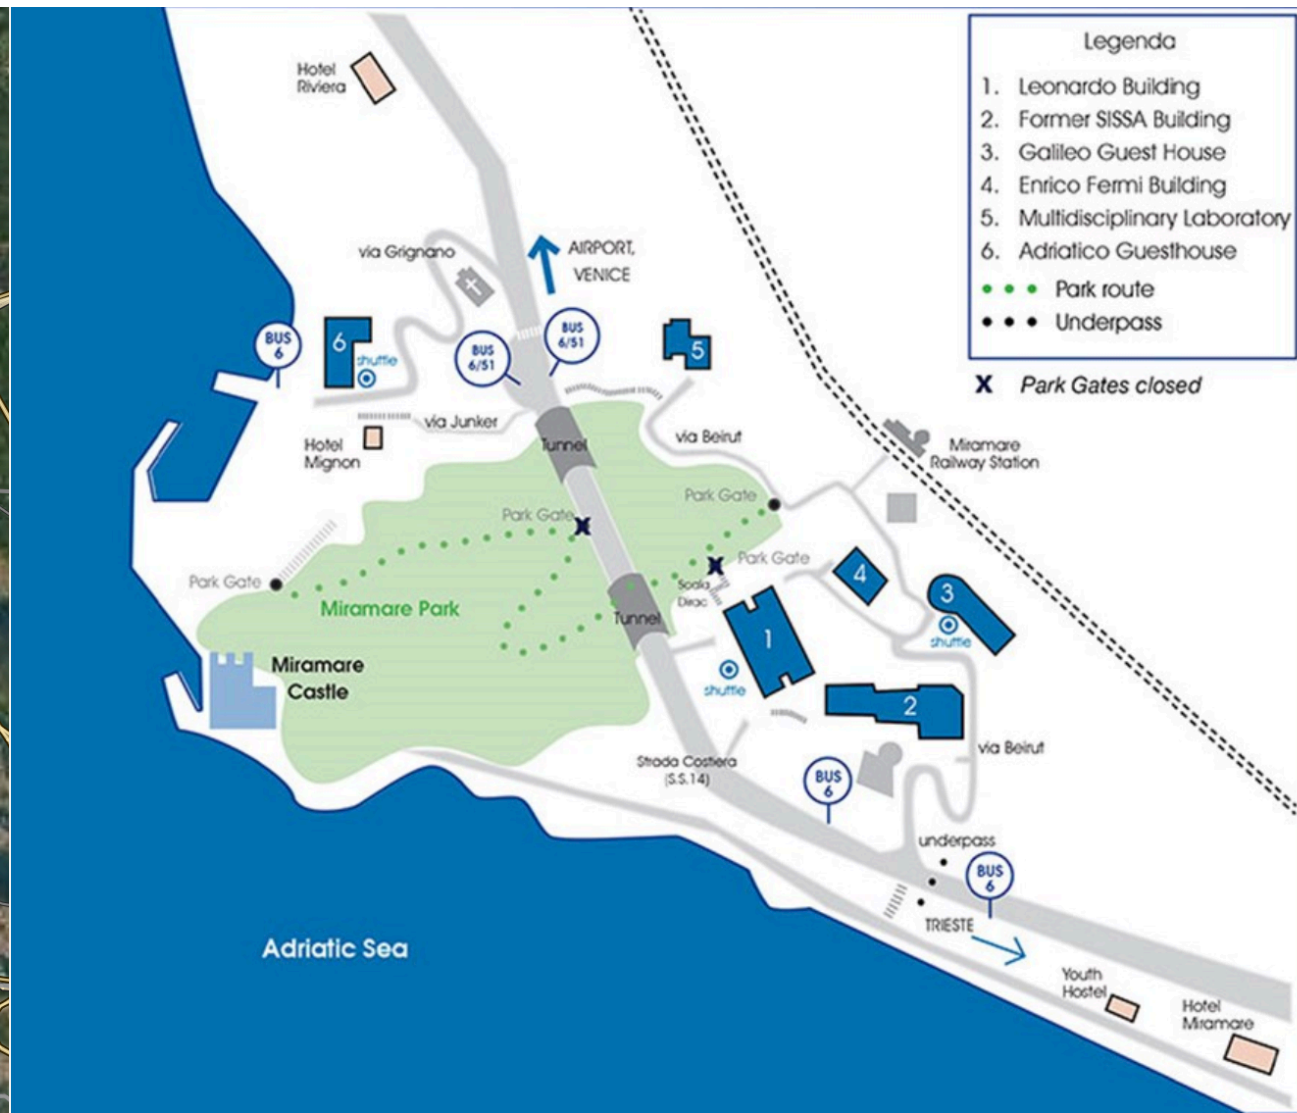 Legenda
1. Leonardo Building
2. Former SISSA Building
3. Galileo Guest House
4. Enrico Fermi Building
5. Multidisciplinary Laboratory
6. Adriatico Guesthouse
Park route
Underpass
X Park Gates closed
Hotel
Riviera
via Grignano
AIRPORT,
VENICE
BUS
6
6
shuttle
BUS
6/51
BUS
6/51
5
via Junker
Hotel
Mignon
Tunnel
via Beirut
Miramare
Railway Station
Park Gate
Park Gate
X
Park Gate
X
Park Gate
Scala
Dirac
4
3
shuttle
Miramare Park
Tunnel
1
shuttle
Miramare
Castle
2
via Beirut
Strada Costiera
(S.S.14)
BUS
6
underpass
BUS
6
TRIESTE
Adriatic Sea
Youth
Hostel
Hotel
Miramare